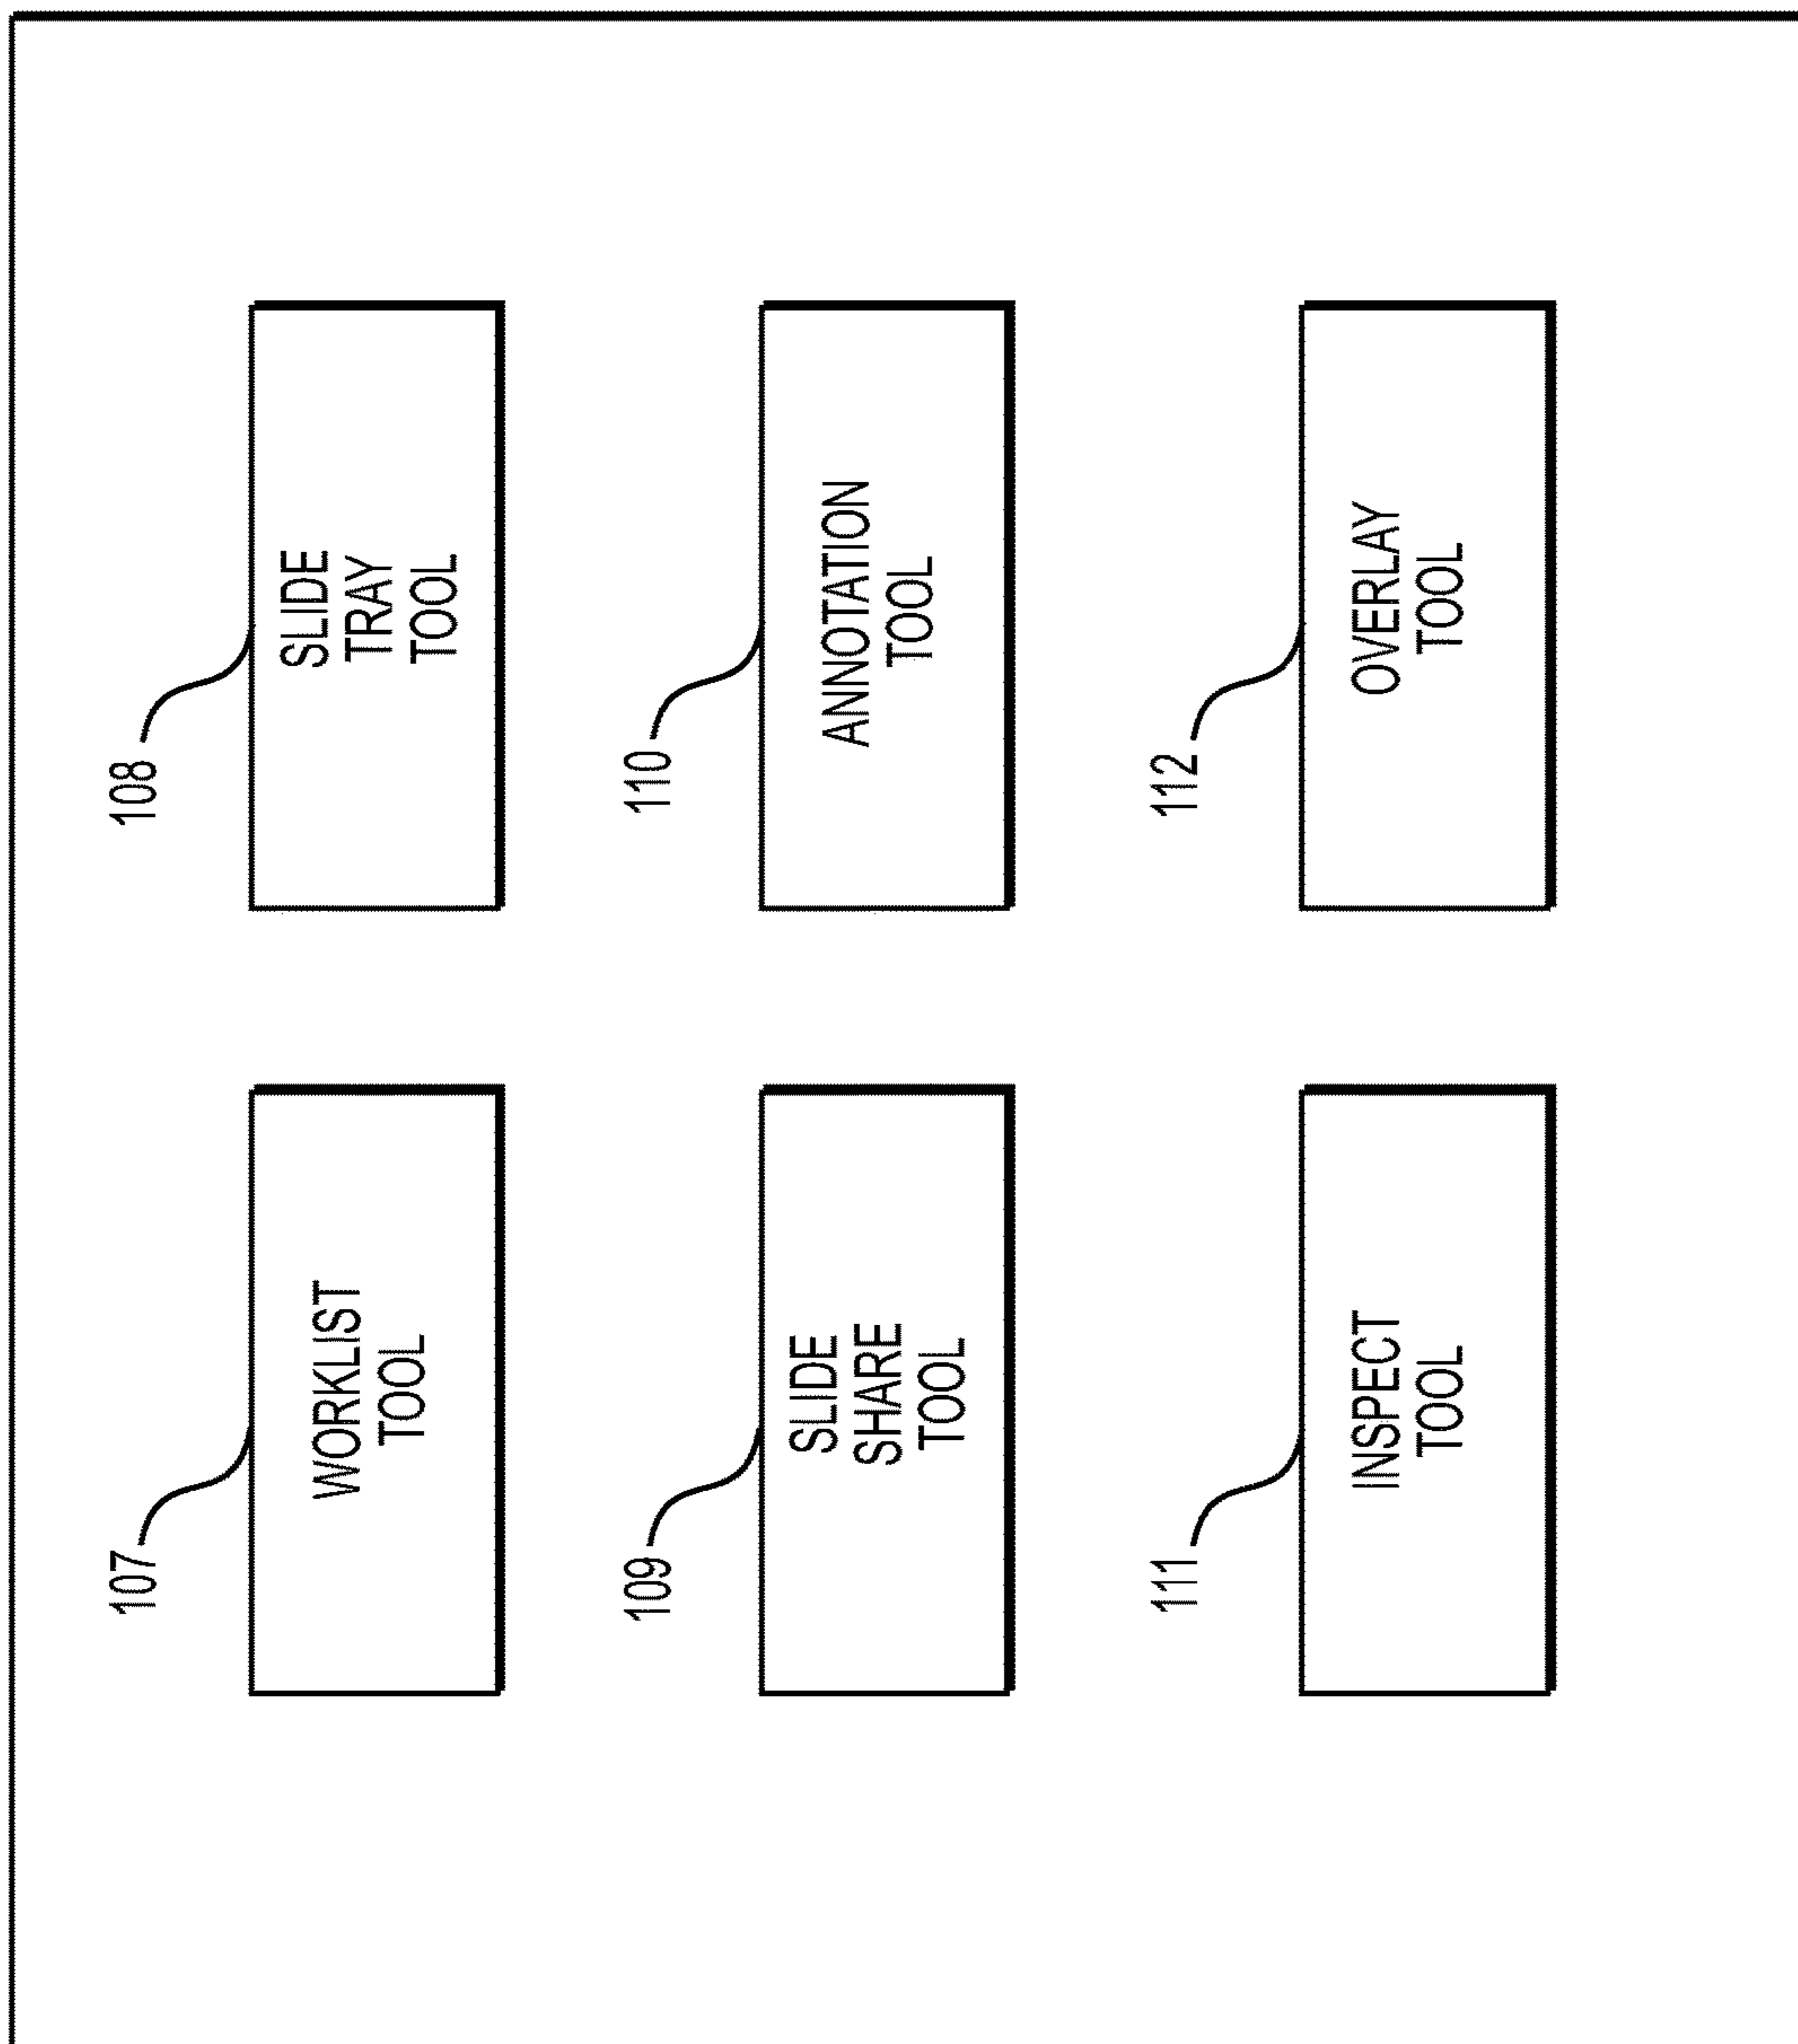 107
WORKLIST
TOOL
108
SLIDE
TRAY
TOOL
109
SLIDE
SHARE
TOOL
110
ANNOTATION
TOOL
111
INSPECT
TOOL
112
OVERLAY
TOOL